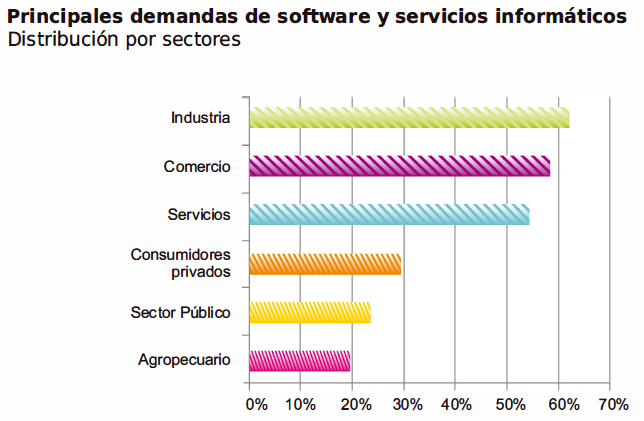 Principales demandas de software y servicios informáticos
Distribución por sectores
Industria
Comercio
Servicios
Consumidores
privados
Sector Público
Agropecuario
0% 10% 20% 30% 40% 50% 60% 70%